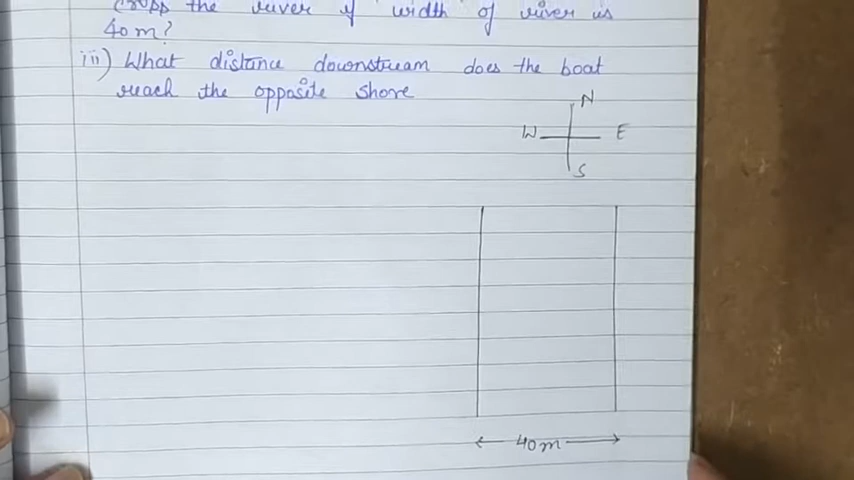 cross the river if width of river is
40 m?
iii) What distance downstream does the boat
reach the opposite shore
N
W E
S
40m